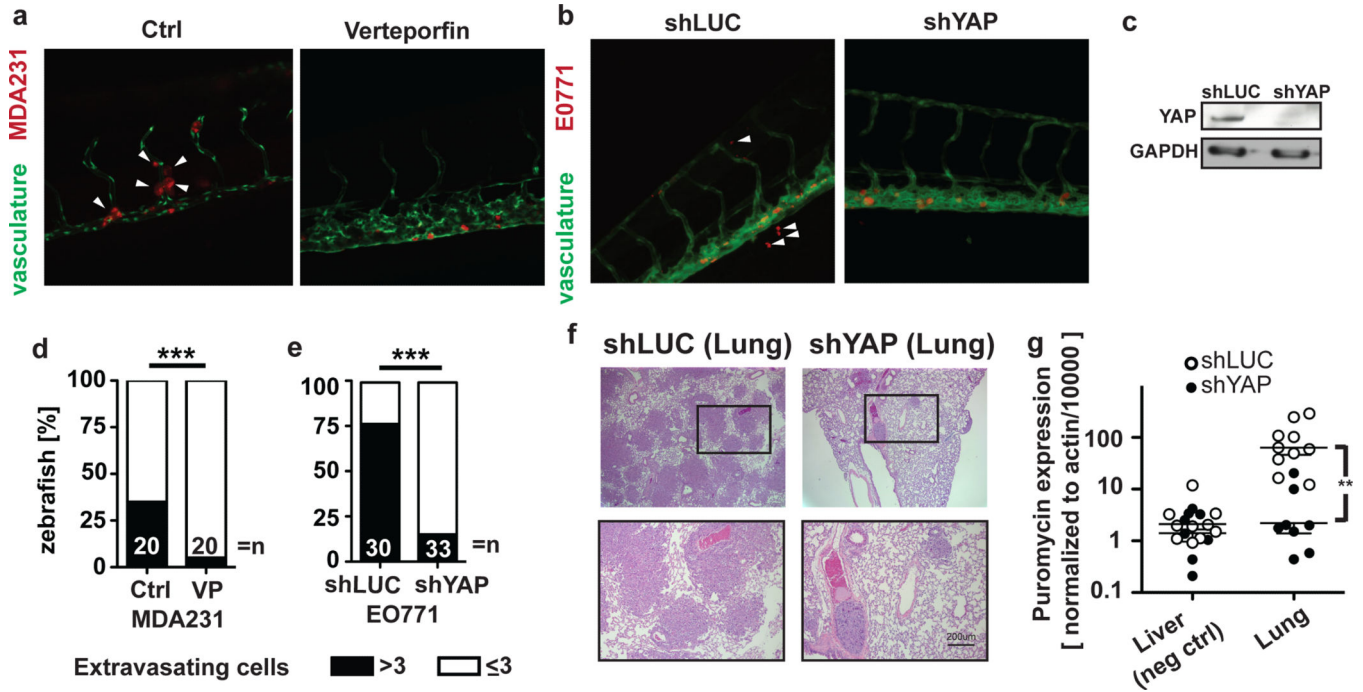 a
Ctrl
Verteporfin
vasculature MDA231
b
shLUC
shYAP
vasculature E0771
c
shLUC shYAP
YAP
GAPDH
d
***
zebrafish [%]
100
75
50
25
0
20
20
=n
Ctrl
VP
MDA231
e
***
100
75
50
25
0
30
33
=n
shLUC
shYAP
EO771
Extravasating cells
>3
≤3
f
shLUC (Lung)
shYAP (Lung)
200um
g
Puromycin expression
[ normalized to actin/10000 ]
shLUC
shYAP
100
10
1
0.1
**
Liver
(neg ctrl)
Lung